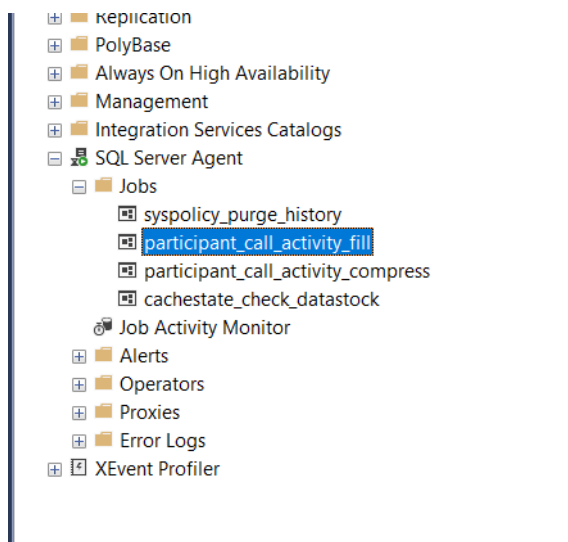 Replication
PolyBase
Always On High Availability
Management
Integration Services Catalogs
SQL Server Agent
Jobs
syspolicy_purge_history
participant_call_activity_fill
participant_call_activity_compress
cachestate_check_datastock
Job Activity Monitor
Alerts
Operators
Proxies
Error Logs
XEvent Profiler